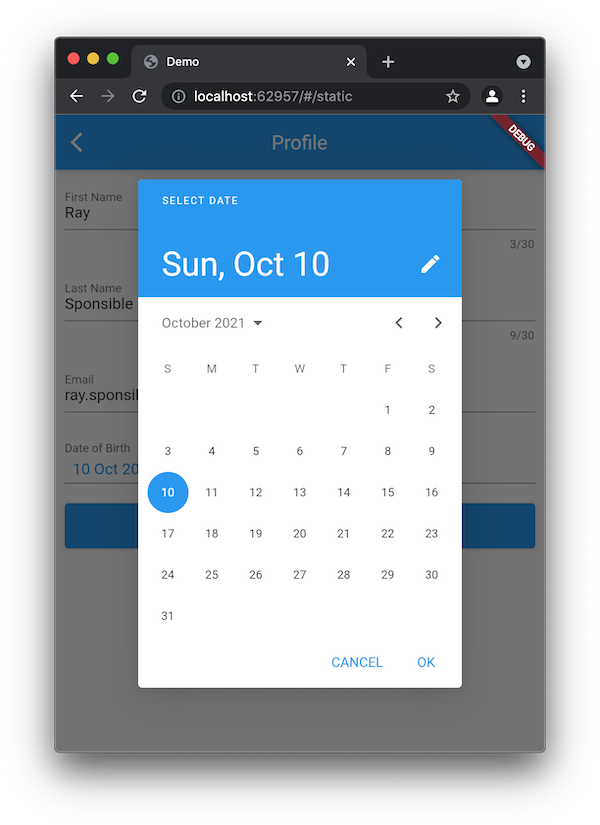 Demo
localhost:62957/#/static
Profile
DEBUG
First Name
Ray
3/30
Last Name
Sponsible
9/30
Email
ray.sponsil
Date of Birth
10 Oct 20
SELECT DATE
Sun, Oct 10
October 2021
S M T W T F S
1 2
3 4 5 6 7 8 9
10 11 12 13 14 15 16
17 18 19 20 21 22 23
24 25 26 27 28 29 30
31
CANCEL OK